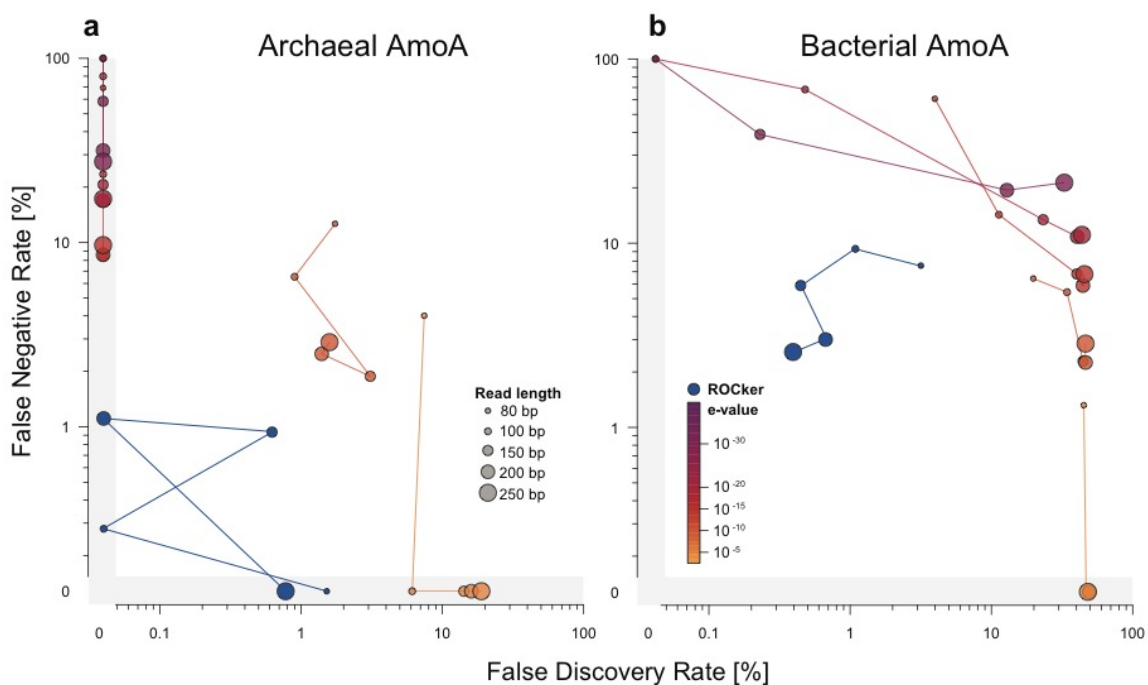 a
Archaeal AmoA
b
Bacterial AmoA
False Negative Rate [%]
100
10
1
0
Read length
80 bp
100 bp
150 bp
200 bp
250 bp
0
0.1
1
10
100
100
10
1
0
ROCker
e-value
10-30
10-20
10-15
10-10
10-5
0
0.1
1
10
100
False Discovery Rate [%]